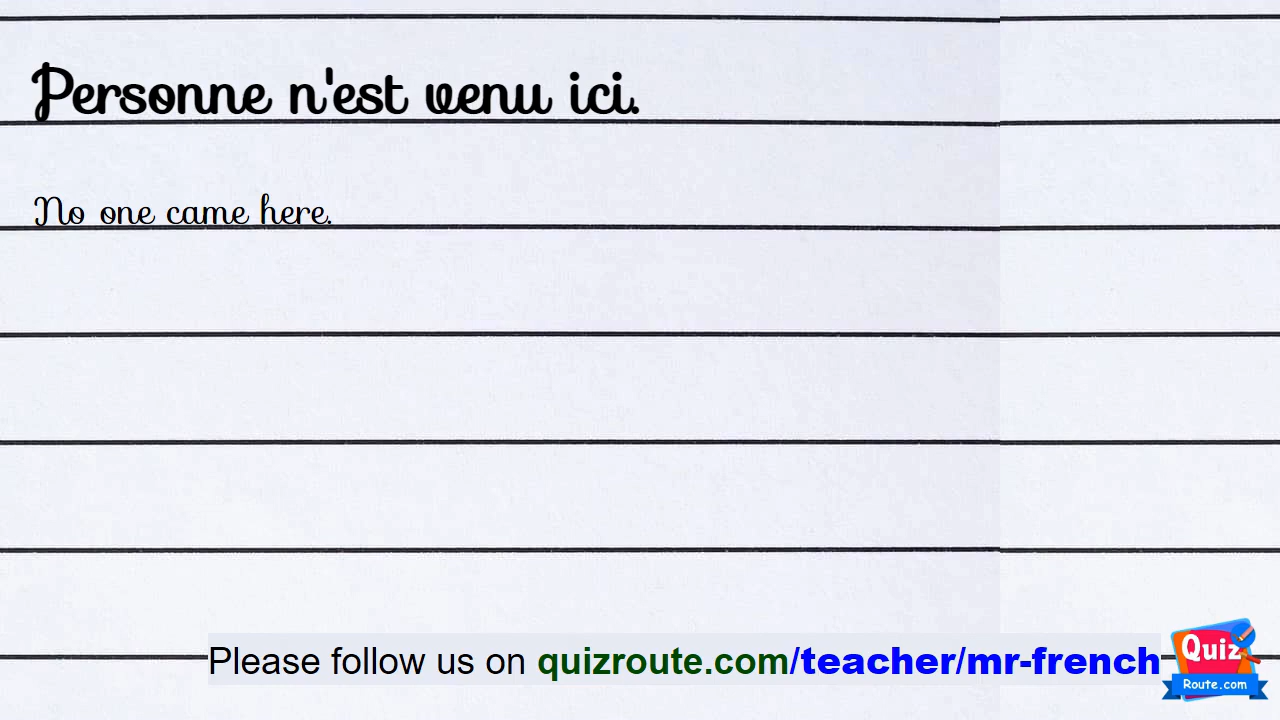 Personne n'est venu ici.
No one came here.
Please follow us on quizroute.com/teacher/mr-french
Quiz
Route.com